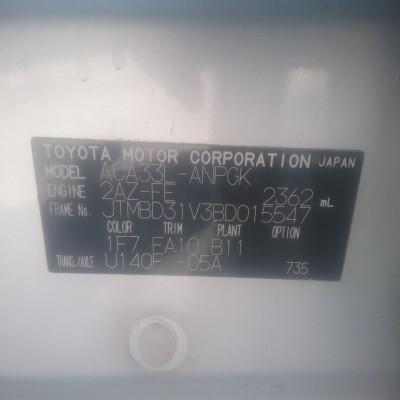 TOYOTA MOTOR CORPORATION JAPAN
MODEL ACA33L-ANPGK
ENGINE 2AZ-FE 2362 mL
FRAME No. JTMBD31V3BD015547
COLOR TRIM PLANT OPTION
1F7 EA10 B11
TRANS./AXLE U140F -05A 735